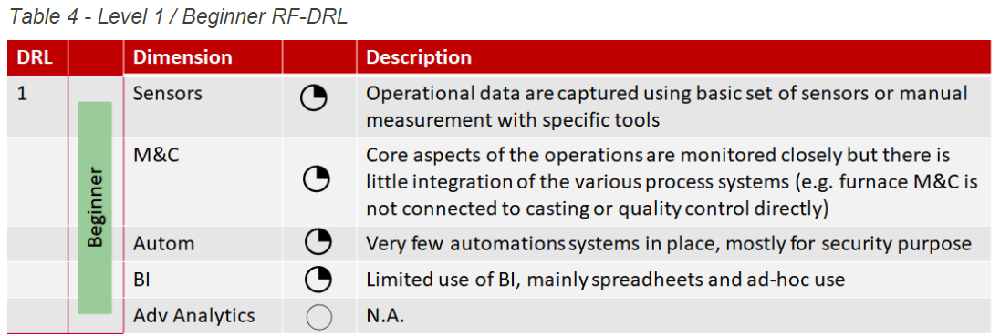 Table 4 - Level 1 / Beginner RF-DRL
DRL Dimension Description
1 Sensors Operational data are captured using basic set of sensors or manual
measurement with specific tools
Beginner
M&C Core aspects of the operations are monitored closely but there is
little integration of the various process systems (e.g. furnace M&C is
not connected to casting or quality control directly)
Autom Very few automations systems in place, mostly for security purpose
BI Limited use of BI, mainly spreadheets and ad-hoc use
Adv Analytics N.A.